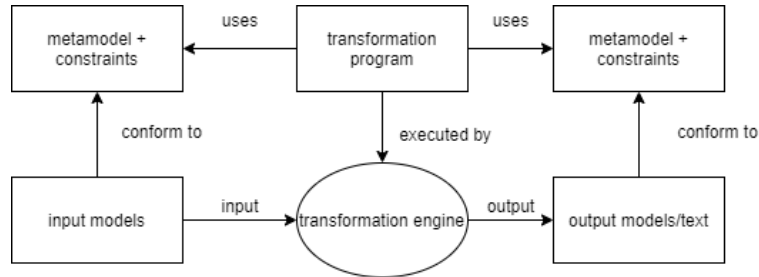 metamodel +
constraints
uses
transformation
program
uses
metamodel +
constraints
conform to
executed by
conform to
input models
input
transformation engine
output
output models/text